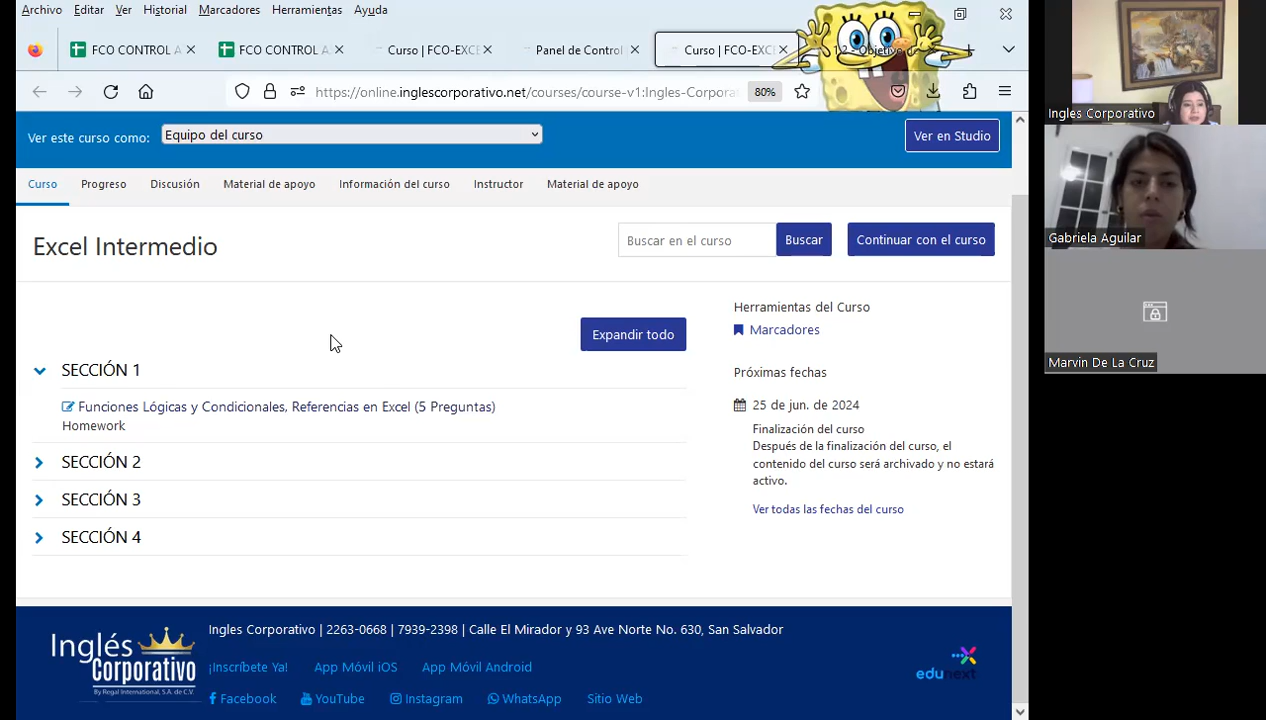 Archivo Editar Ver Historial Marcadores Herramientas Ayuda
FCO CONTROL A
FCO CONTROL A
Curso | FCO-EXCE
Panel de Control
Curso | FCO-EXCE
https://online.inglescorporativo.net/courses/course-v1:Ingles-Corpora
80%
Ver este curso como:
Equipo del curso
Ver en Studio
Curso Progreso Discusión Material de apoyo Información del curso Instructor Material de apoyo
Excel Intermedio
Buscar en el curso
Buscar
Continuar con el curso
Expandir todo
SECCIÓN 1
Funciones Lógicas y Condicionales, Referencias en Excel (5 Preguntas)
Homework
SECCIÓN 2
SECCIÓN 3
SECCIÓN 4
Herramientas del Curso
Marcadores
Próximas fechas
25 de jun. de 2024
Finalización del curso
Después de la finalización del curso, el
contenido del curso será archivado y no estará
activo.
Ver todas las fechas del curso
Inglés
Corporativo
By Regal International, S.A. de C.V.
Ingles Corporativo | 2263-0668 | 7939-2398 | Calle El Mirador y 93 Ave Norte No. 630, San Salvador
¡Inscríbete Ya! App Móvil iOS App Móvil Android
Facebook YouTube Instagram WhatsApp Sitio Web
edunext
Ingles Corporativo
Gabriela Aguilar
Marvin De La Cruz